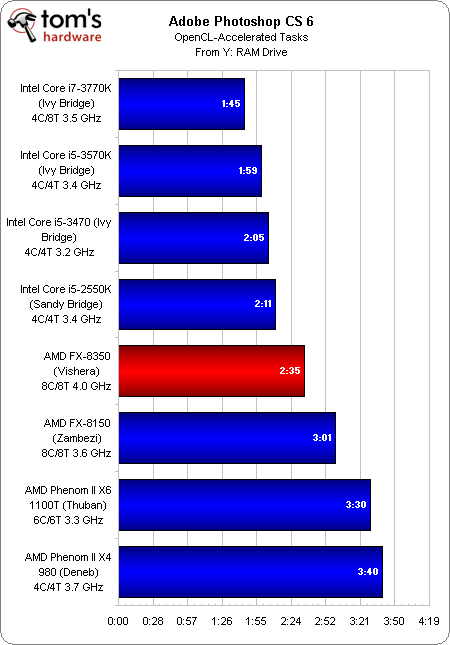 tom's
hardware
Adobe Photoshop CS 6
OpenCL-Accelerated Tasks
From Y: RAM Drive
Intel Core i7-3770K
(Ivy Bridge)
4C/8T 3.5 GHz
1:45
Intel Core i5-3570K
(Ivy Bridge)
4C/4T 3.4 GHz
1:59
Intel Core i5-3470 (Ivy
Bridge)
4C/4T 3.2 GHz
2:05
Intel Core i5-2550K
(Sandy Bridge)
4C/4T 3.4 GHz
2:11
AMD FX-8350
(Vishera)
8C/8T 4.0 GHz
2:35
AMD FX-8150
(Zambezi)
8C/8T 3.6 GHz
3:01
AMD Phenom II X6
1100T (Thuban)
6C/6T 3.3 GHz
3:30
AMD Phenom II X4
980 (Deneb)
4C/4T 3.7 GHz
3:40
0:00 0:28 0:57 1:26 1:55 2:24 2:52 3:21 3:50 4:19